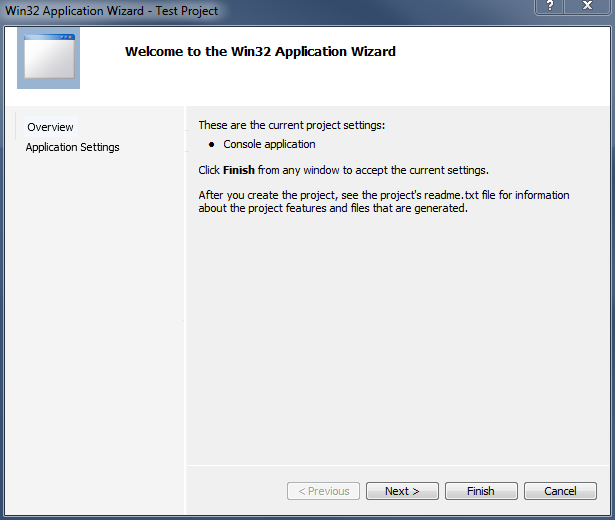 Win32 Application Wizard - Test Project
?
X
Welcome to the Win32 Application Wizard
Overview
Application Settings
These are the current project settings:
• Console application
Click Finish from any window to accept the current settings.
After you create the project, see the project's readme.txt file for information
about the project features and files that are generated.
< Previous
Next >
Finish
Cancel